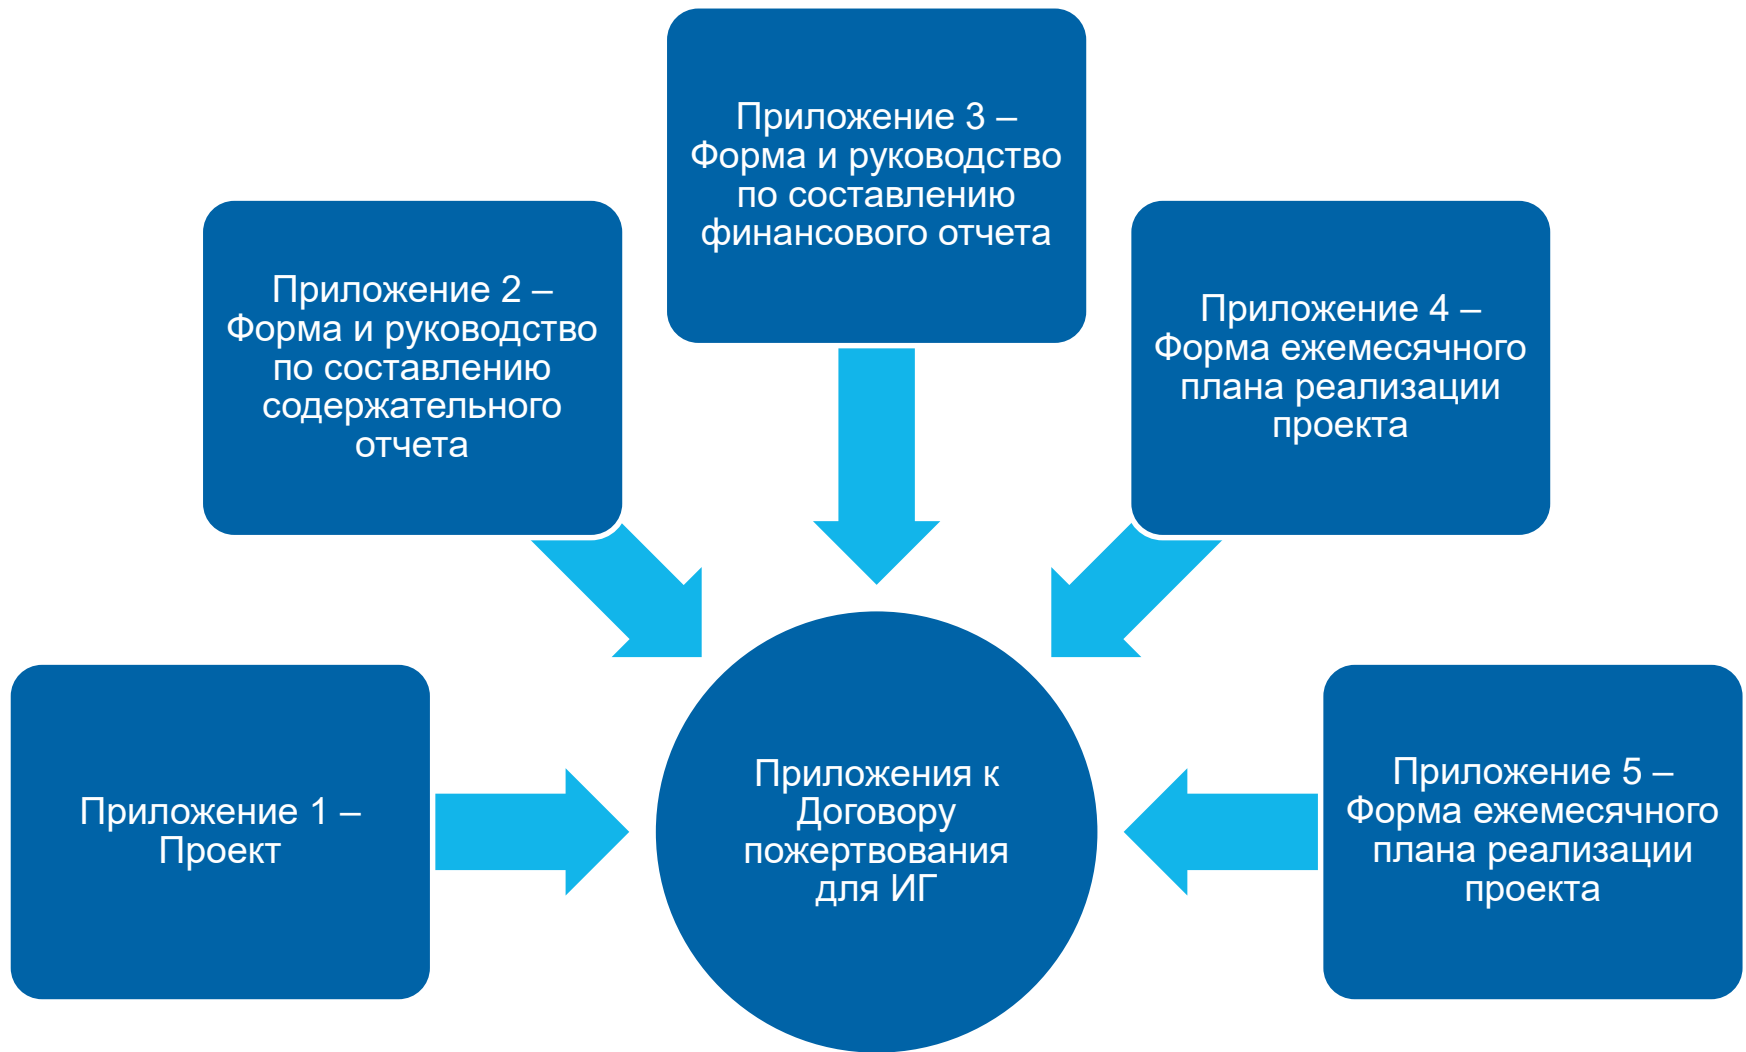 Приложение 3 –
Форма и руководство
по составлению
финансового отчета
Приложение 2 –
Форма и руководство
по составлению
содержательного
отчета
Приложение 4 –
Форма ежемесячного
плана реализации
проекта
Приложение 1 –
Проект
Приложения к
Договору
пожертвования
для ИГ
Приложение 5 –
Форма ежемесячного
плана реализации
проекта